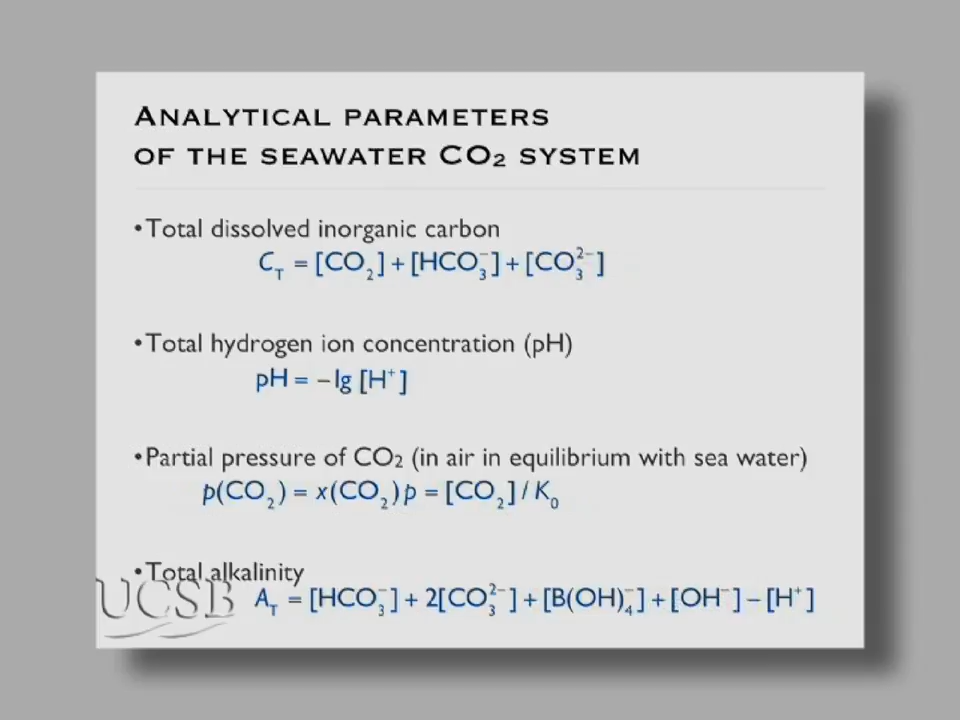 ANALYTICAL PARAMETERS
OF THE SEAWATER CO₂ SYSTEM
•Total dissolved inorganic carbon
C_T = [CO₂] + [HCO₃⁻] + [CO₃²⁻]
•Total hydrogen ion concentration (pH)
pH = –lg [H⁺]
•Partial pressure of CO₂ (in air in equilibrium with sea water)
p(CO₂) = x(CO₂)p = [CO₂] / K₀
•Total alkalinity
A_T = [HCO₃⁻] + 2[CO₃²⁻] + [B(OH)₄⁻] + [OH⁻] – [H⁺]
UCSB